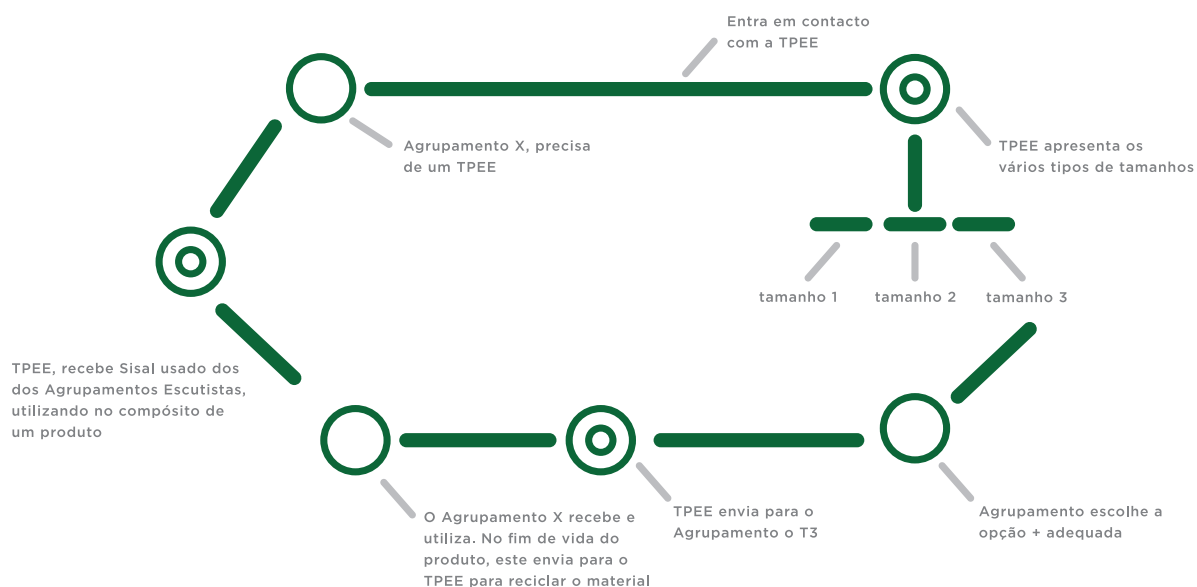 Entra em contacto
com a TPEE
Agrupamento X, precisa
de um TPEE
TPEE apresenta os
vários tipos de tamanhos
tamanho 1
tamanho 2
tamanho 3
TPEE, recebe Sisal usado dos
dos Agrupamentos Escutistas,
utilizando no compósito de
um produto
O Agrupamento X recebe e
utiliza. No fim de vida do
produto, este envia para o
TPEE para reciclar o material
TPEE envia para o
Agrupamento o T3
Agrupamento escolhe a
opção + adequada